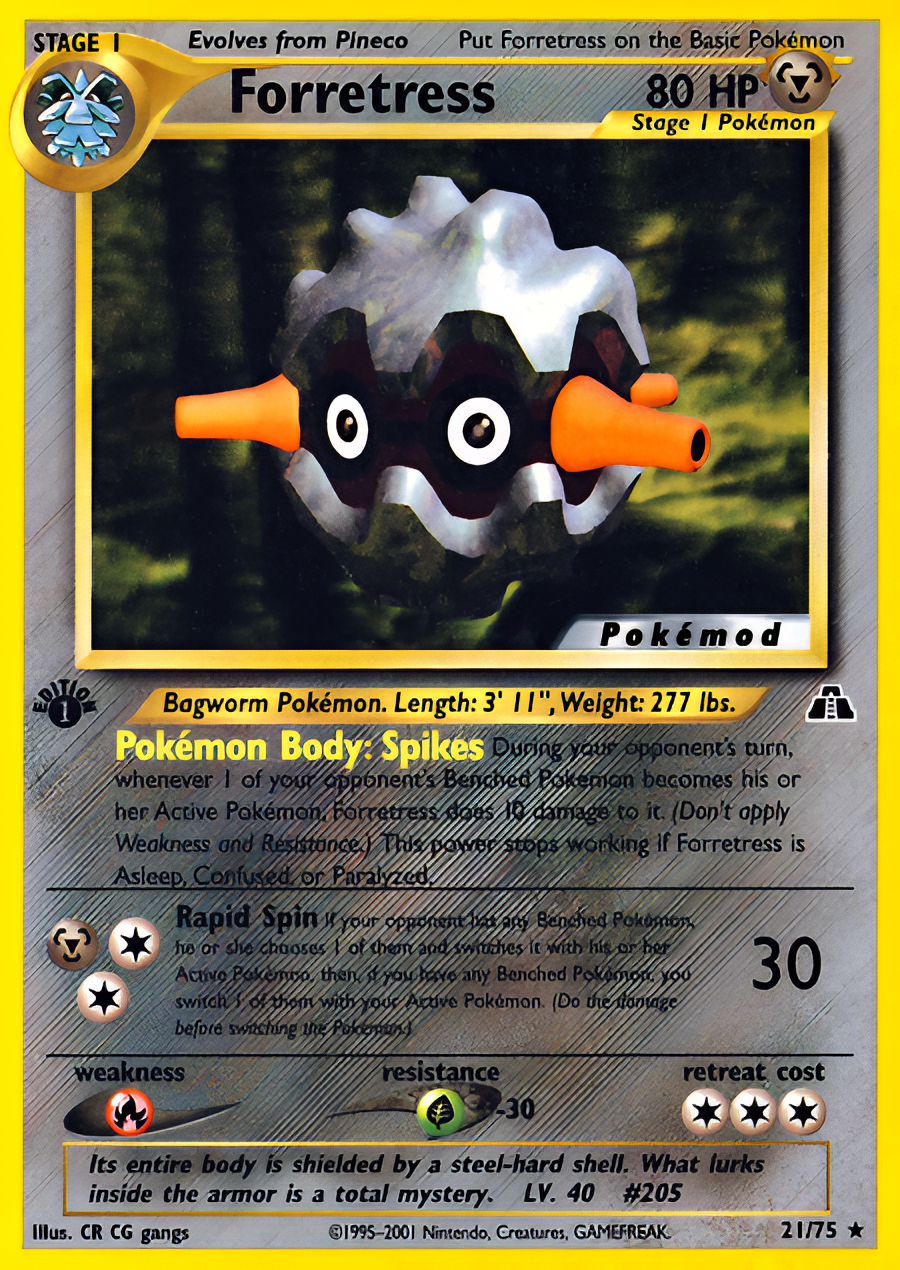 STAGE 1 Evolves from Pineco Put Forretress on the Basic Pokémon
Forretress 80 HP
Stage 1 Pokémon
Pokémod
EDITION
1
Bagworm Pokémon. Length: 3' 11", Weight: 277 lbs.
Pokémon Body: Spikes During your opponent's turn,
whenever 1 of your opponent's Benched Pokémon becomes his or
her Active Pokémon, Forretress does 10 damage to it. (Don't apply
Weakness and Resistance.) This power stops working if Forretress is
Asleep, Confused, or Paralyzed.
Rapid Spin If your opponent has any Benched Pokémon,
he or she chooses 1 of them and switches it with his or her
Active Pokémon, then, if you have any Benched Pokémon, you
switch 1 of them with your Active Pokémon. (Do the damage
before switching the Pokémon.)
30
weakness resistance retreat cost
-30
Its entire body is shielded by a steel-hard shell. What lurks
inside the armor is a total mystery. LV. 40 #205
Illus. CR CG gangs ©1995-2001 Nintendo, Creatures, GAMEFREAK. 21/75 ★